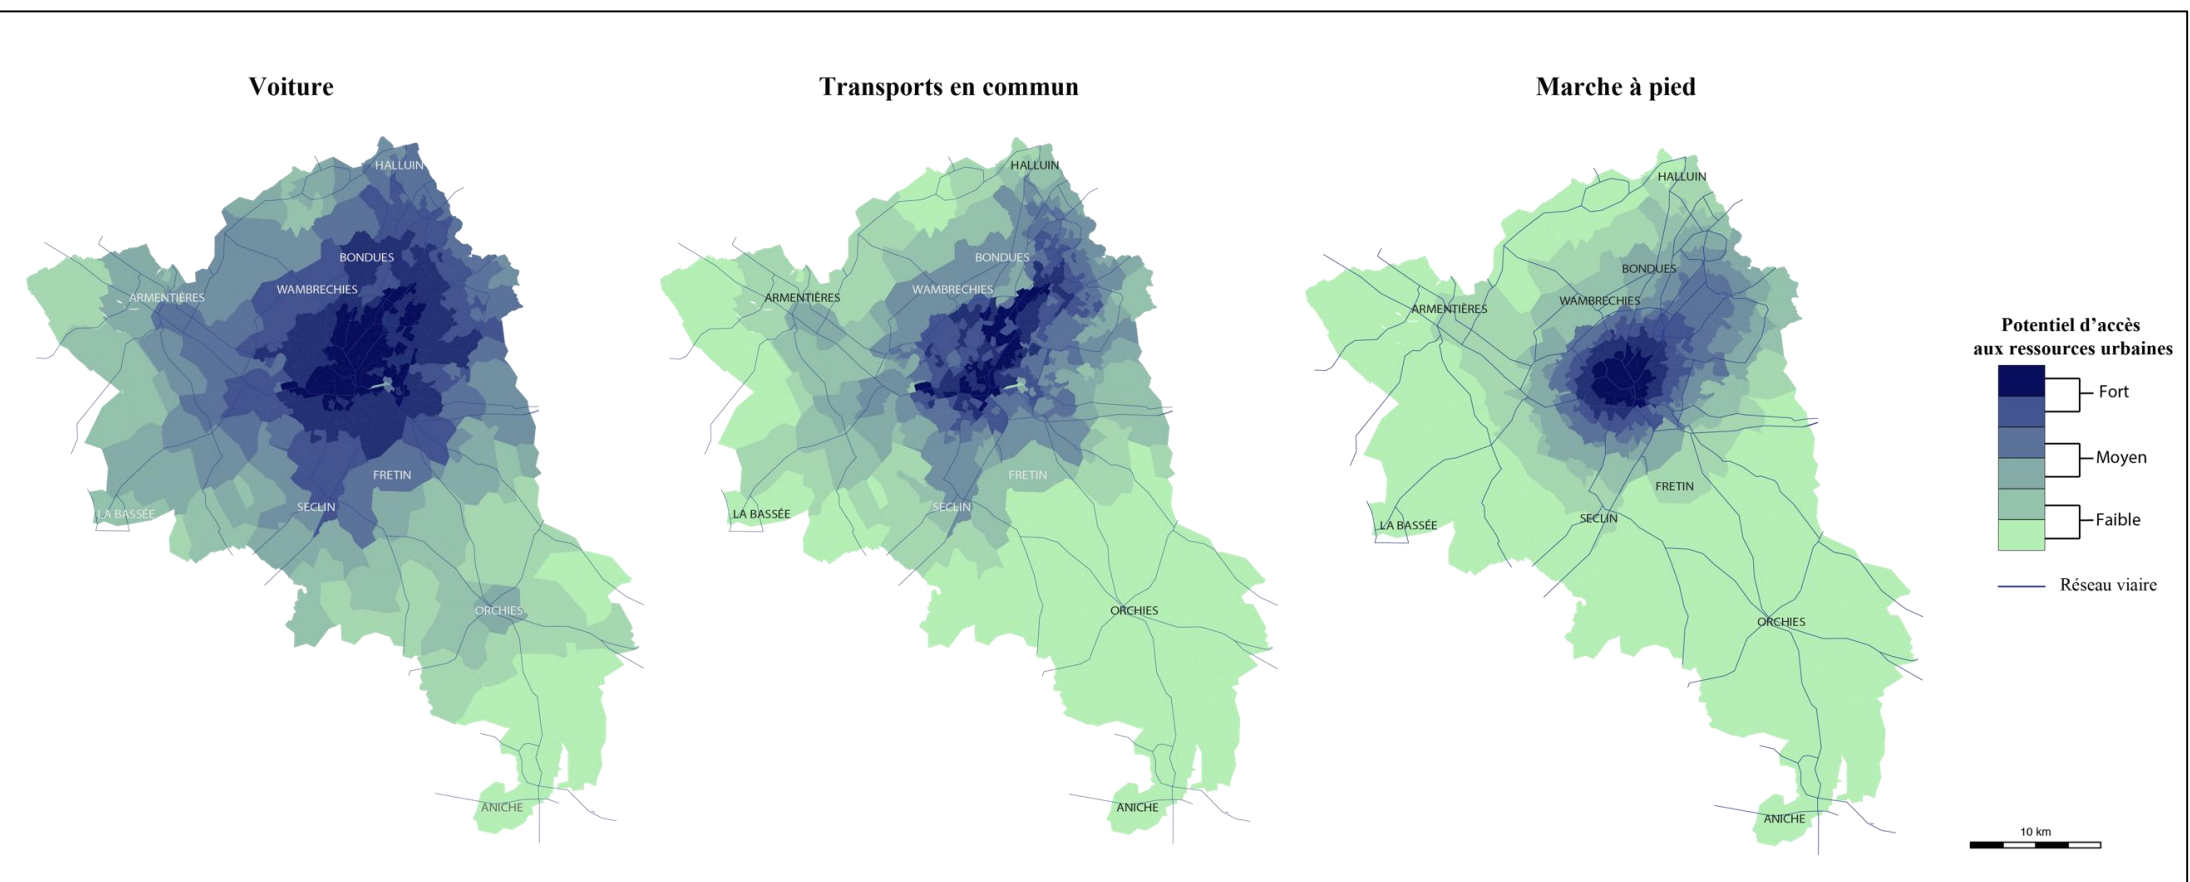 Voiture
HALLUIN
BONDUES
WAMBRECHIES
ARMENTIÈRES
FRETIN
SECLIN
LA BASSÉE
ORCHIES
ANICHE
Transports en commun
HALLUIN
BONDUES
WAMBRECHIES
ARMENTIÈRES
FRETIN
SECLIN
LA BASSÉE
ORCHIES
ANICHE
Marche à pied
HALLUIN
BONDUES
WAMBRECHIES
ARMENTIÈRES
FRETIN
SECLIN
LA BASSÉE
ORCHIES
ANICHE
Potentiel d’accès
aux ressources urbaines
Fort
Moyen
Faible
Réseau viaire
10 km